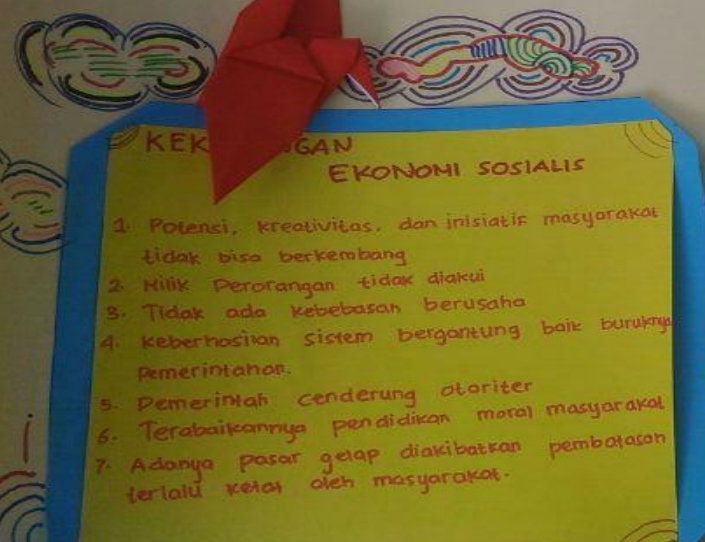 KEK NGAN
EKONOMI SOSIALIS
1. Potensi, kreativitas, dan inisiatif masyarakat
tidak bisa berkembang
2. Milik Perorangan tidak diakui
3. Tidak ada kebebasan berusaha
4. keberhasilan sistem bergantung baik buruknya
pemerintahan.
5. Pemerintah cenderung otoriter
6. Terabaikannya pendidikan moral masyarakat
7. Adanya pasar gelap diakibatkan pembatasan
terlalu ketat oleh masyarakat.